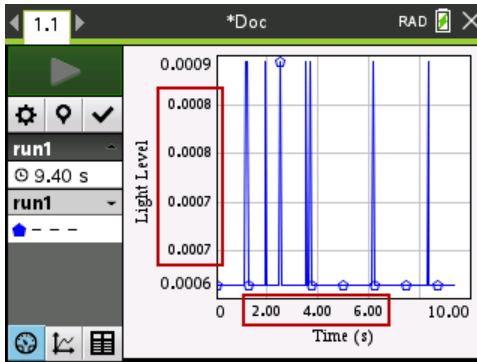 1.1 *Doc RAD
run1
9.40 s
run1
0.0009
0.0008
0.0008
0.0007
0.0007
0.0006
Light Level
0 2.00 4.00 6.00 10.00
Time (s)